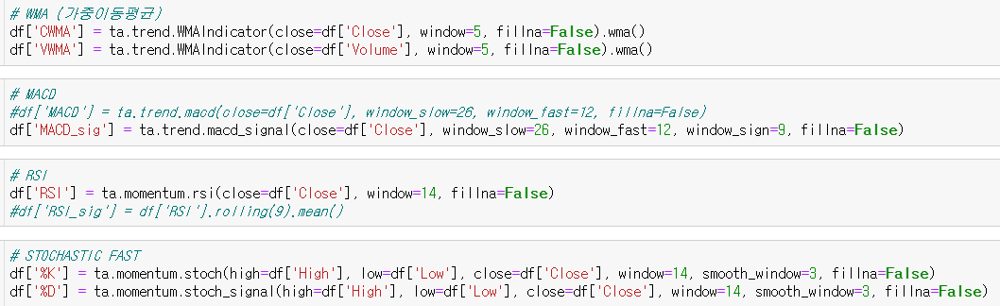 # WMA (가중이동평균)
df['CWMA'] = ta.trend.WMAIndicator(close=df['Close'], window=5, fillna=False).wma()
df['VWMA'] = ta.trend.WMAIndicator(close=df['Volume'], window=5, fillna=False).wma()
# MACD
#df['MACD'] = ta.trend.macd(close=df['Close'], window_slow=26, window_fast=12, fillna=False)
df['MACD_sig'] = ta.trend.macd_signal(close=df['Close'], window_slow=26, window_fast=12, window_sign=9, fillna=False)
# RSI
df['RSI'] = ta.momentum.rsi(close=df['Close'], window=14, fillna=False)
#df['RSI_sig'] = df['RSI'].rolling(9).mean()
# STOCHASTIC FAST
df['%K'] = ta.momentum.stoch(high=df['High'], low=df['Low'], close=df['Close'], window=14, smooth_window=3, fillna=False)
df['%D'] = ta.momentum.stoch_signal(high=df['High'], low=df['Low'], close=df['Close'], window=14, smooth_window=3, fillna=False)